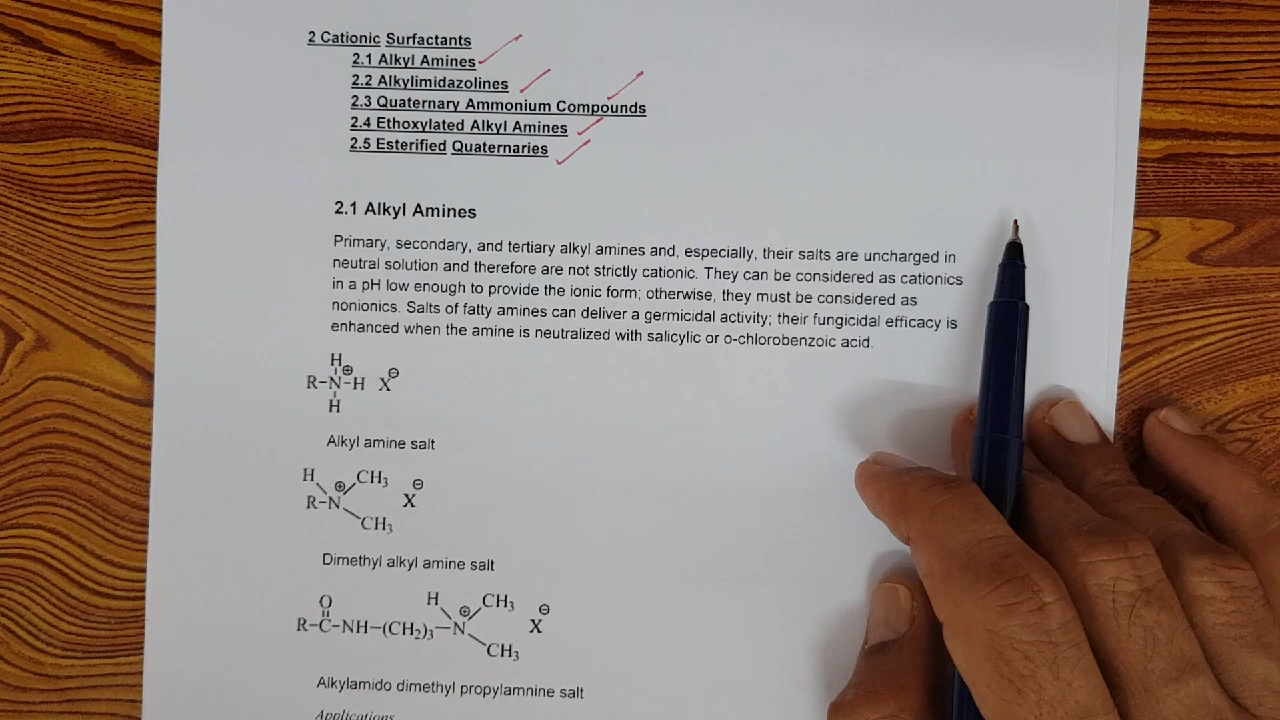 2 Cationic Surfactants
2.1 Alkyl Amines
2.2 Alkylimidazolines
2.3 Quaternary Ammonium Compounds
2.4 Ethoxylated Alkyl Amines
2.5 Esterified Quaternaries
2.1 Alkyl Amines
Primary, secondary, and tertiary alkyl amines and, especially, their salts are uncharged in
neutral solution and therefore are not strictly cationic. They can be considered as cationics
in a pH low enough to provide the ionic form; otherwise, they must be considered as
nonionics. Salts of fatty amines can deliver a germicidal activity; their fungicidal efficacy is
enhanced when the amine is neutralized with salicylic or o-chlorobenzoic acid.
H ⊕ ⊖
R-N-H X
H
Alkyl amine salt
H ⊕ CH₃ ⊖
R-N X
CH₃
Dimethyl alkyl amine salt
O H ⊕ CH₃ ⊖
R-C-NH-(CH₂)₃-N X
CH₃
Alkylamido dimethyl propylamnine salt
Applications